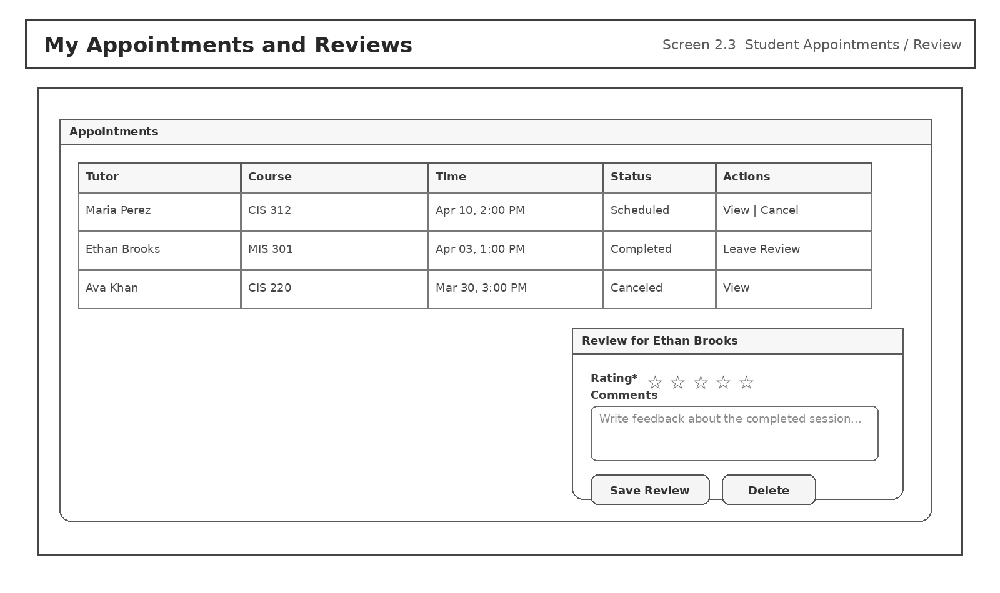 My Appointments and Reviews
Screen 2.3  Student Appointments / Review
Appointments
Tutor Course Time Status Actions
Maria Perez CIS 312 Apr 10, 2:00 PM Scheduled View | Cancel
Ethan Brooks MIS 301 Apr 03, 1:00 PM Completed Leave Review
Ava Khan CIS 220 Mar 30, 3:00 PM Canceled View
Review for Ethan Brooks
Rating* ☆ ☆ ☆ ☆ ☆
Comments
Write feedback about the completed session...
Save Review Delete